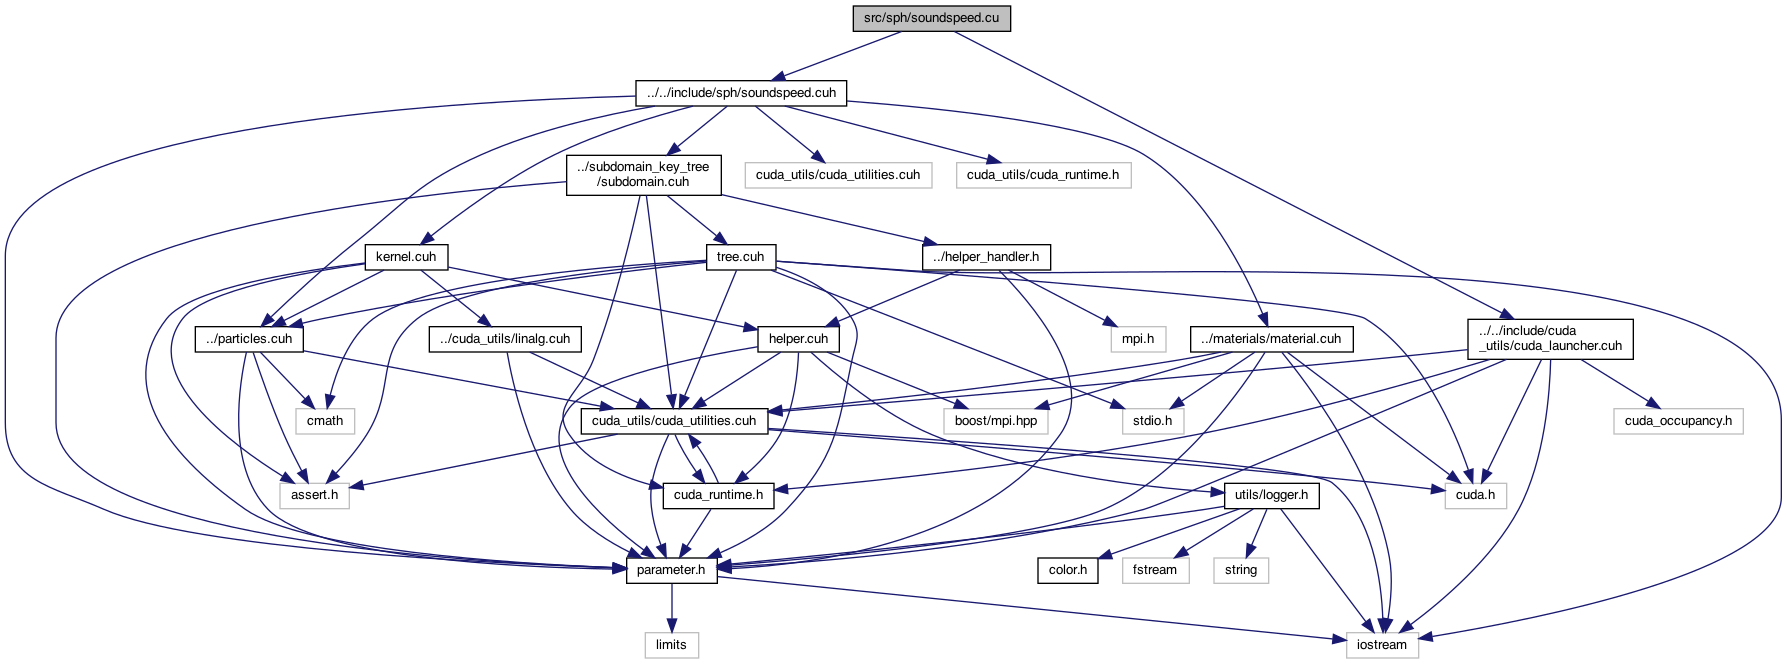 src/sph/soundspeed.cu
../../include/sph/soundspeed.cuh
../subdomain_key_tree
/subdomain.cuh
cuda_utils/cuda_utilities.cuh
cuda_utils/cuda_runtime.h
kernel.cuh
tree.cuh
../helper_handler.h
../particles.cuh
../cuda_utils/linalg.cuh
helper.cuh
mpi.h
../materials/material.cuh
../../include/cuda
_utils/cuda_launcher.cuh
cmath
cuda_utils/cuda_utilities.cuh
boost/mpi.hpp
stdio.h
cuda_occupancy.h
assert.h
cuda_runtime.h
utils/logger.h
cuda.h
parameter.h
color.h
fstream
string
limits
iostream